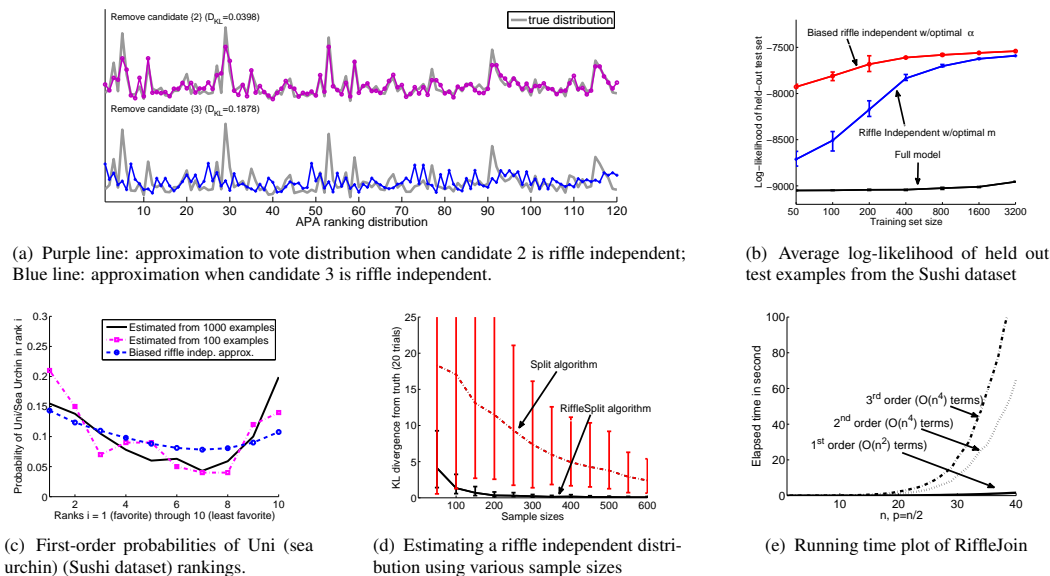 Remove candidate {2} (D_KL=0.0398)
true distribution
Remove candidate {3} (D_KL=0.1878)
10 20 30 40 50 60 70 80 90 100 110 120
APA ranking distribution
(a) Purple line: approximation to vote distribution when candidate 2 is riffle independent;
Blue line: approximation when candidate 3 is riffle independent.
Log-likelihood of held-out test set
-7500
-8000
-8500
-9000
Biased riffle independent w/optimal α
Riffle Independent w/optimal m
Full model
50 100 200 400 800 1600 3200
Training set size
(b) Average log-likelihood of held out
test examples from the Sushi dataset
Probability of Uni/Sea Urchin in rank i
0.3
0.25
0.2
0.15
0.1
0.05
0
Estimated from 1000 examples
Estimated from 100 examples
Biased riffle indep. approx.
2 4 6 8 10
Ranks i = 1 (favorite) through 10 (least favorite)
(c) First-order probabilities of Uni (sea
urchin) (Sushi dataset) rankings.
KL divergence from truth (20 trials)
25
20
15
10
5
0
Split algorithm
RiffleSplit algorithm
0 100 200 300 400 500 600
Sample sizes
(d) Estimating a riffle independent distri-
bution using various sample sizes
Elapsed time in second
100
80
60
40
20
0
3rd order (O(n⁴) terms)
2nd order (O(n⁴) terms)
1st order (O(n²) terms)
10 20 30 40
n, p=n/2
(e) Running time plot of RiffleJoin